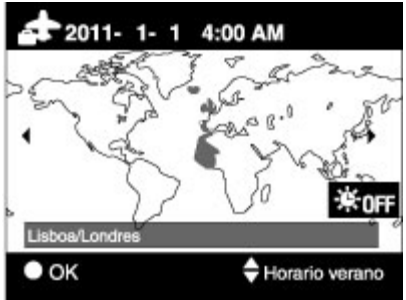 2011- 1- 1 4:00 AM
OFF
Lisboa/Londres
OK
Horario verano